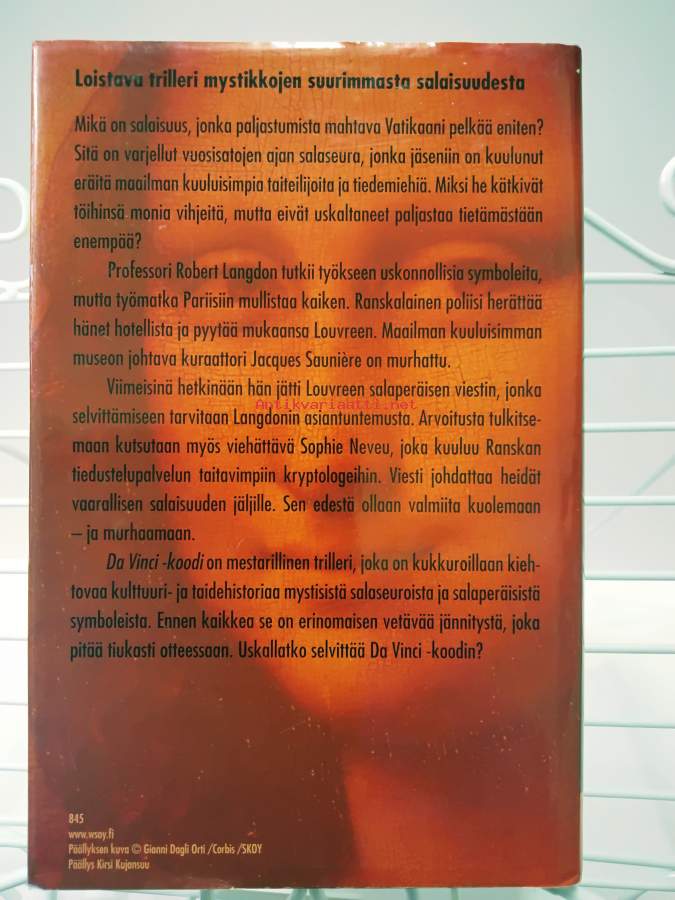 Loistava trilleri mystikkojen suurimmasta salaisuudesta
Mikä on salaisuus, jonka paljastumista mahtava Vatikaani pelkää eniten?
Sitä on varjellut vuosisatojen ajan salaseura, jonka jäseniin on kuulunut
eräitä maailman kuuluisimpia taiteilijoita ja tiedemiehiä. Miksi he kätkivät
töihinsä monia vihjeitä, mutta eivät uskaltaneet paljastaa tietämästään
enempää?
Professori Robert Langdon tutkii työkseen uskonnollisia symboleita,
mutta työmatka Pariisiin mullistaa kaiken. Ranskalainen poliisi herättää
hänet hotellista ja pyytää mukaansa Louvreen. Maailman kuuluisimman
museon johtava kuraattori Jacques Saunière on murhattu.
Viimeisinä hetkinään hän jätti Louvreen salaperäisen viestin, jonka
Antikvariaatti.net
selvittämiseen tarvitaan Langdonin asiantuntemusta. Arvoitusta tulkitse-
maan kutsutaan myös viehättävä Sophie Neveu, joka kuuluu Ranskan
tiedustelupalvelun taitavimpiin kryptologeihin. Viesti johdattaa heidät
vaarallisen salaisuuden jäljille. Sen edestä ollaan valmiita kuolemaan
– ja murhaamaan.
Da Vinci -koodi on mestarillinen trilleri, joka on kukkuroillaan kieh-
tovaa kulttuuri- ja taidehistoriaa mystisistä salaseuroista ja salaperäisistä
symboleista. Ennen kaikkea se on erinomaisen vetävää jännitystä, joka
pitää tiukasti otteessaan. Uskallatko selvittää Da Vinci -koodin?
845
www.wsoy.fi
Päällyksen kuva © Gianni Dagli Orti /Corbis /SKOY
Päällys Kirsi Kujansuu